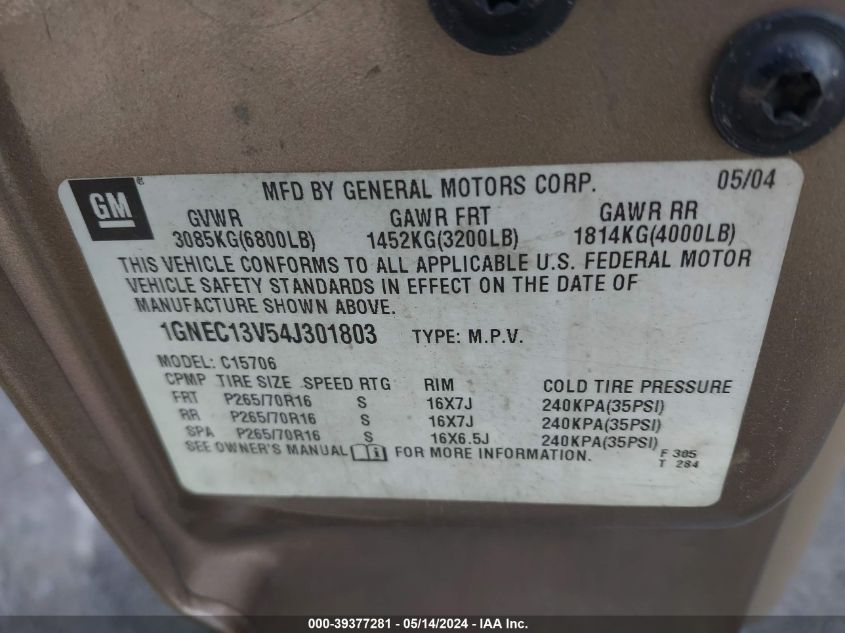 GM ®
MFD BY GENERAL MOTORS CORP. 05/04
GVWR GAWR FRT GAWR RR
3085KG(6800LB) 1452KG(3200LB) 1814KG(4000LB)
THIS VEHICLE CONFORMS TO ALL APPLICABLE U.S. FEDERAL MOTOR
VEHICLE SAFETY STANDARDS IN EFFECT ON THE DATE OF
MANUFACTURE SHOWN ABOVE.
1GNEC13V54J301803 TYPE: M.P.V.
MODEL: C15706
CPMP TIRE SIZE SPEED RTG RIM COLD TIRE PRESSURE
FRT P265/70R16 S 16X7J 240KPA(35PSI)
RR P265/70R16 S 16X7J 240KPA(35PSI)
SPA P265/70R16 S 16X6.5J 240KPA(35PSI)
SEE OWNER'S MANUAL FOR MORE INFORMATION. F 305
T 284
000-39377281 - 05/14/2024 - IAA Inc.